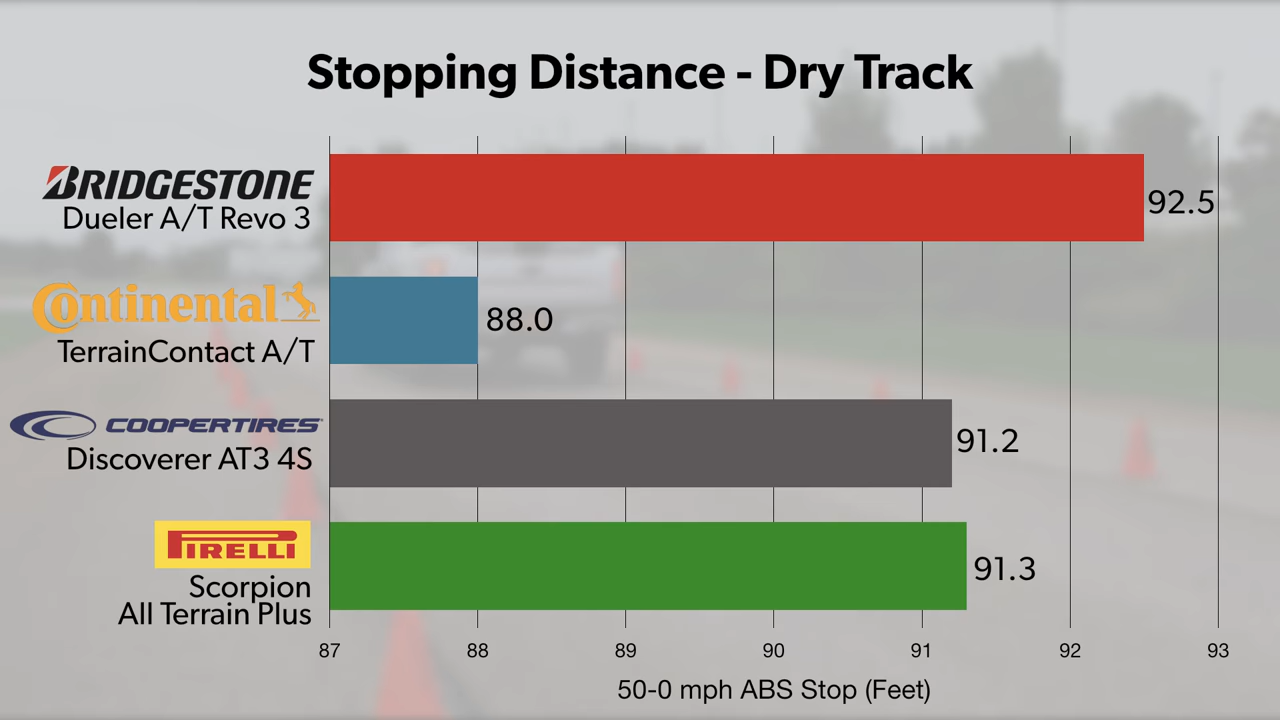 Stopping Distance - Dry Track
BRIDGESTONE
Dueler A/T Revo 3
92.5
Continental
TerrainContact A/T
88.0
COOPERTIRES
Discoverer AT3 4S
91.2
PIRELLI
Scorpion
All Terrain Plus
91.3
87 88 89 90 91 92 93
50-0 mph ABS Stop (Feet)